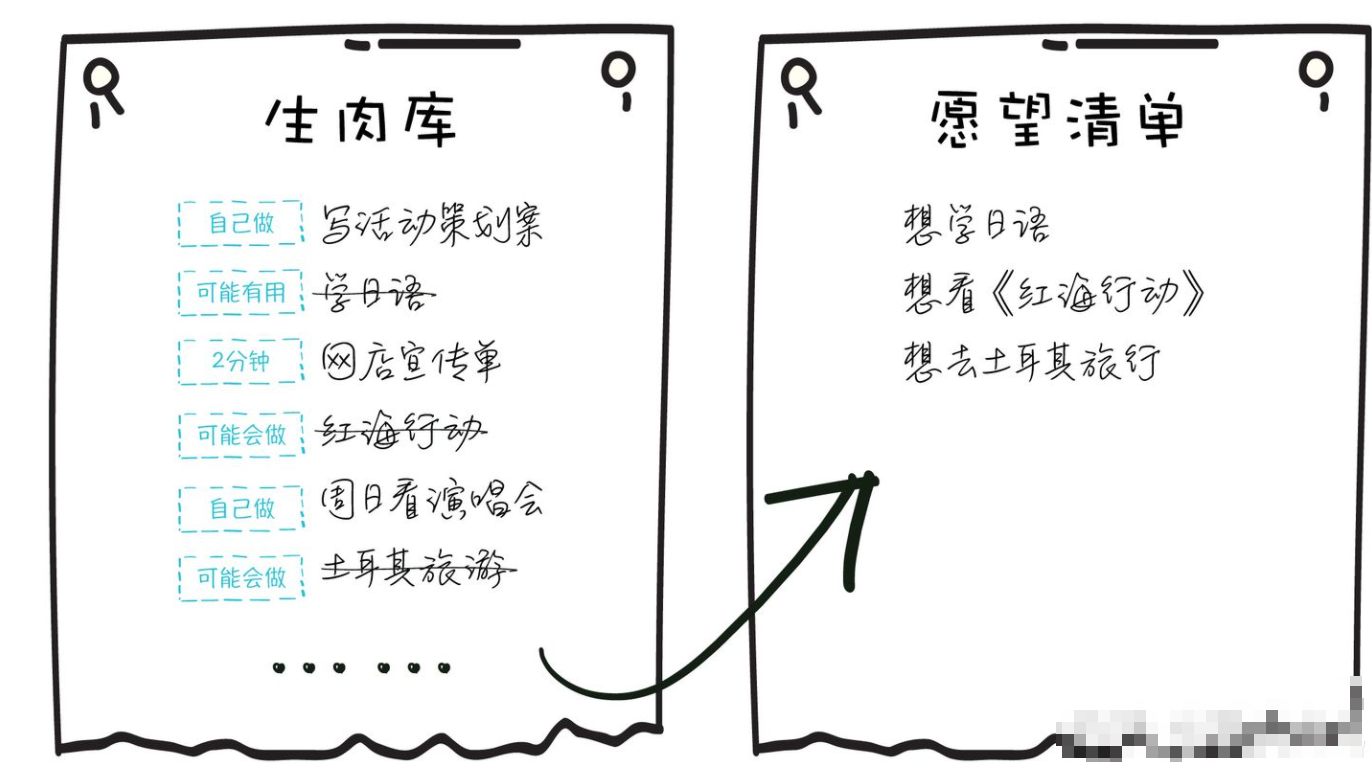 生肉库
自己做 写活动策划案
可能有用 学日语
2分钟 网店宣传单
可能会做 红海行动
自己做 周日看演唱会
可能会做 土耳其旅游
... ...
愿望清单
想学日语
想看《红海行动》
想去土耳其旅行